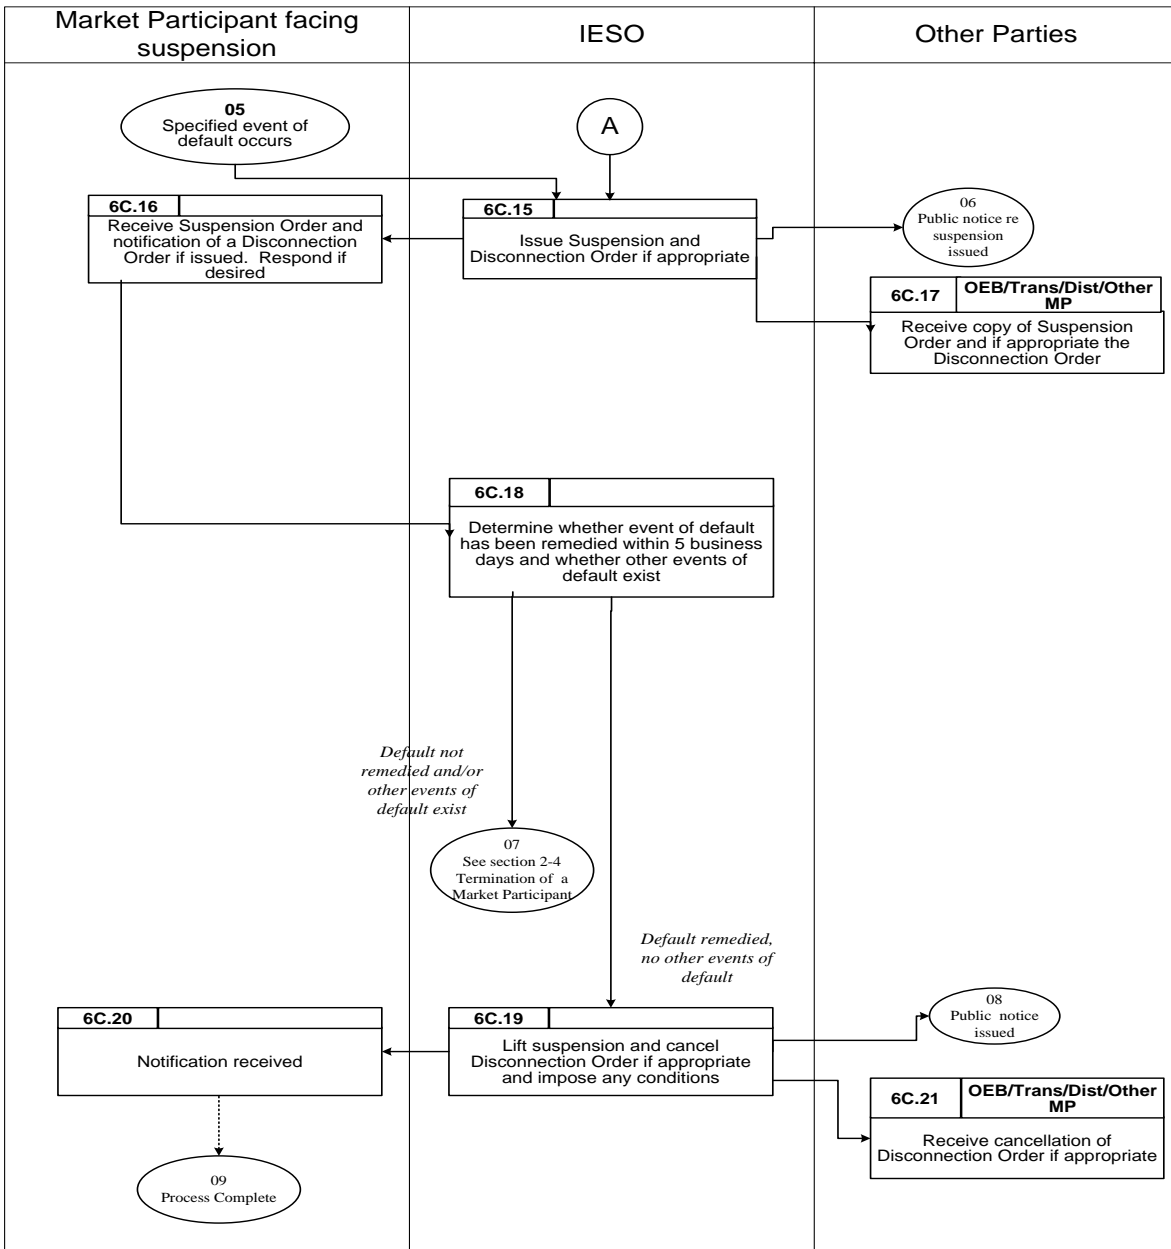 Market Participant facing
suspension
IESO
Other Parties
05
Specified event of
default occurs
A
6C.16
Receive Suspension Order and
notification of a Disconnection
Order if issued. Respond if
desired
6C.15
Issue Suspension and
Disconnection Order if appropriate
06
Public notice re
suspension
issued
6C.17
OEB/Trans/Dist/Other
MP
Receive copy of Suspension
Order and if appropriate the
Disconnection Order
6C.18
Determine whether event of default
has been remedied within 5 business
days and whether other events of
default exist
Default not
remedied and/or
other events of
default exist
07
See section 2-4
Termination of a
Market Participant
Default remedied,
no other events of
default
6C.20
Notification received
6C.19
Lift suspension and cancel
Disconnection Order if appropriate
and impose any conditions
08
Public notice
issued
6C.21
OEB/Trans/Dist/Other
MP
Receive cancellation of
Disconnection Order if appropriate
09
Process Complete